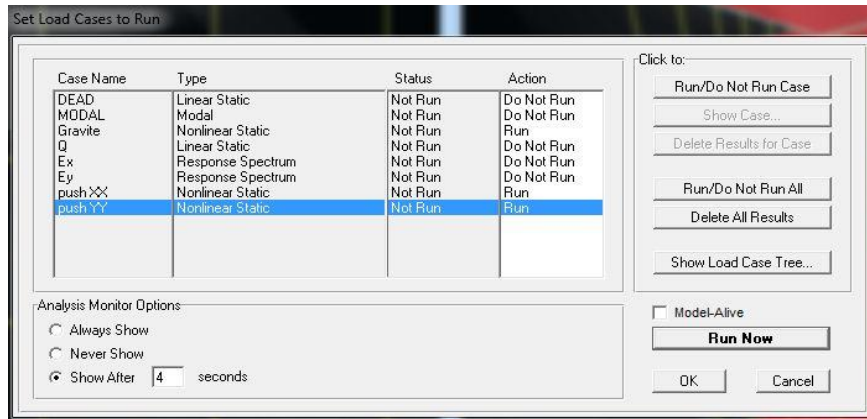 Set Load Cases to Run
Case Name Type Status Action
DEAD Linear Static Not Run Do Not Run
MODAL Modal Not Run Do Not Run
Gravite Nonlinear Static Not Run Run
Q Linear Static Not Run Do Not Run
Ex Response Spectrum Not Run Do Not Run
Ey Response Spectrum Not Run Do Not Run
push XX Nonlinear Static Not Run Run
push YY Nonlinear Static Not Run Run
Click to:
Run/Do Not Run Case
Show Case...
Delete Results for Case
Run/Do Not Run All
Delete All Results
Show Load Case Tree...
Analysis Monitor Options
Always Show
Never Show
Show After 4 seconds
Model-Alive
Run Now
OK Cancel